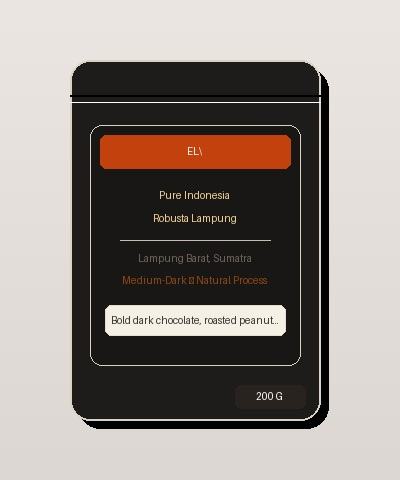 EL\
Pure Indonesia
Robusta Lampung
Lampung Barat, Sumatra
Medium-Dark ▯ Natural Process
Bold dark chocolate, roasted peanut...
200 G